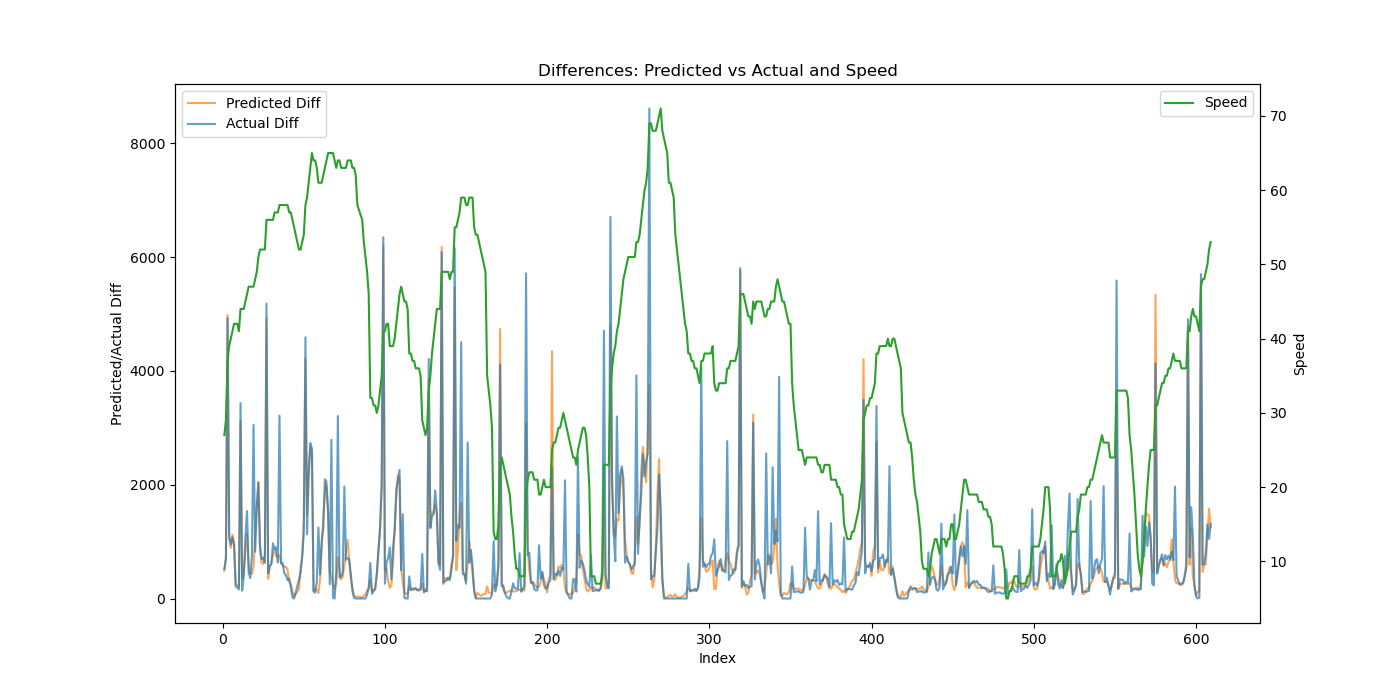 Differences: Predicted vs Actual and Speed
Predicted Diff
Actual Diff
Speed
8000
6000
4000
2000
0
Predicted/Actual Diff
70
60
50
40
30
20
10
Speed
0 100 200 300 400 500 600
Index